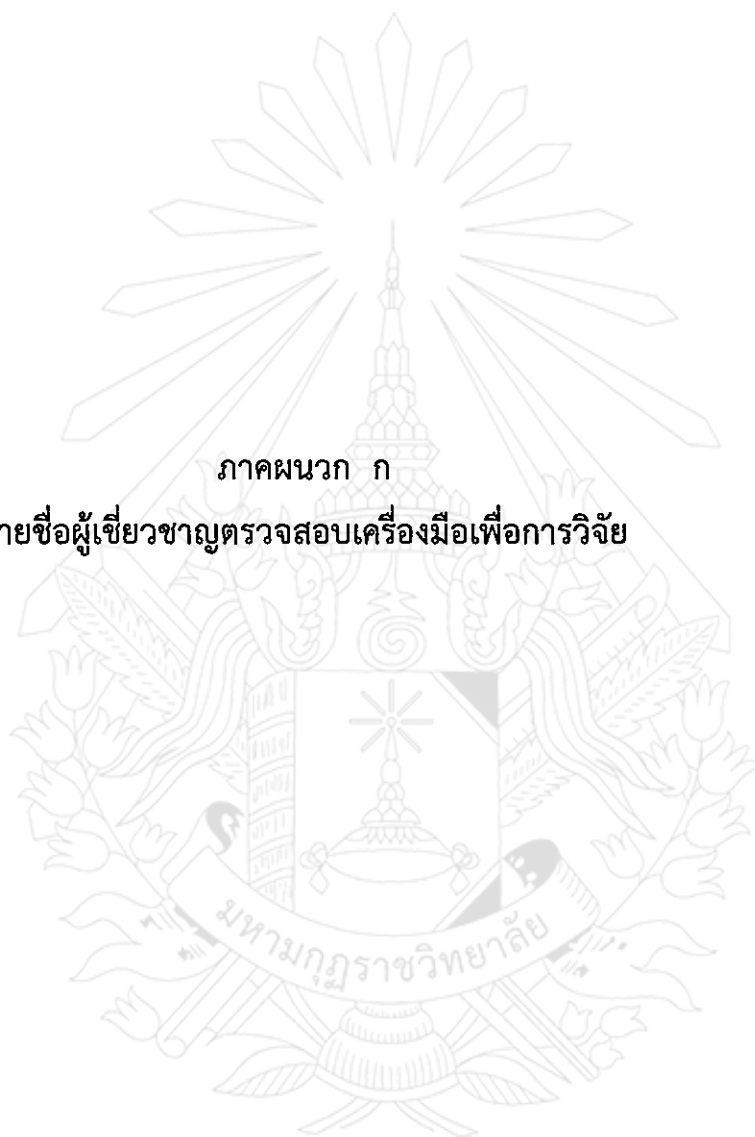 ภาคผนวก ก
ายชื่อผู้เชี่ยวชาญตรวจสอบเครื่องมือเพื่อการวิจัย
มหามกุฏราชวิทยาลัย